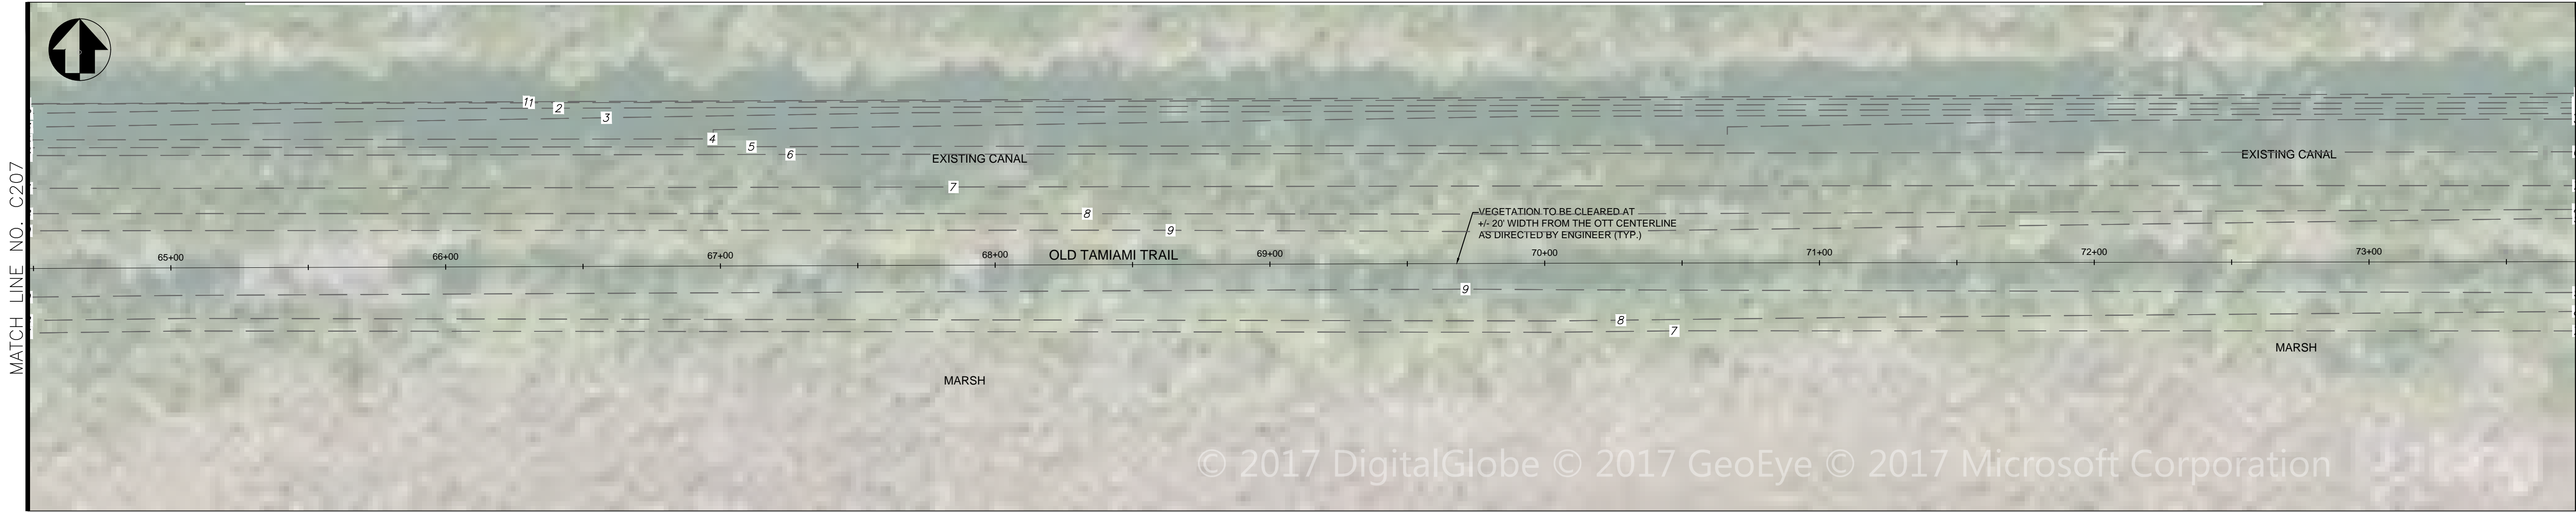 MATCH LINE NO. C207
11
2
3
4
5
6
EXISTING CANAL
EXISTING CANAL
7
8
9
VEGETATION TO BE CLEARED AT
+/- 20' WIDTH FROM THE OTT CENTERLINE
AS DIRECTED BY ENGINEER (TYP.)
65+00
66+00
67+00
68+00
OLD TAMIAMI TRAIL
69+00
70+00
71+00
72+00
73+00
9
8
7
MARSH
MARSH
© 2017 DigitalGlobe © 2017 GeoEye © 2017 Microsoft Corporation